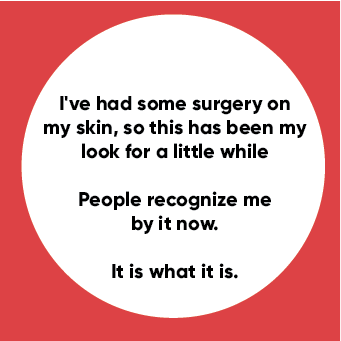 I've had some surgery on
my skin, so this has been my
look for a little while
People recognize me
by it now.
It is what it is.